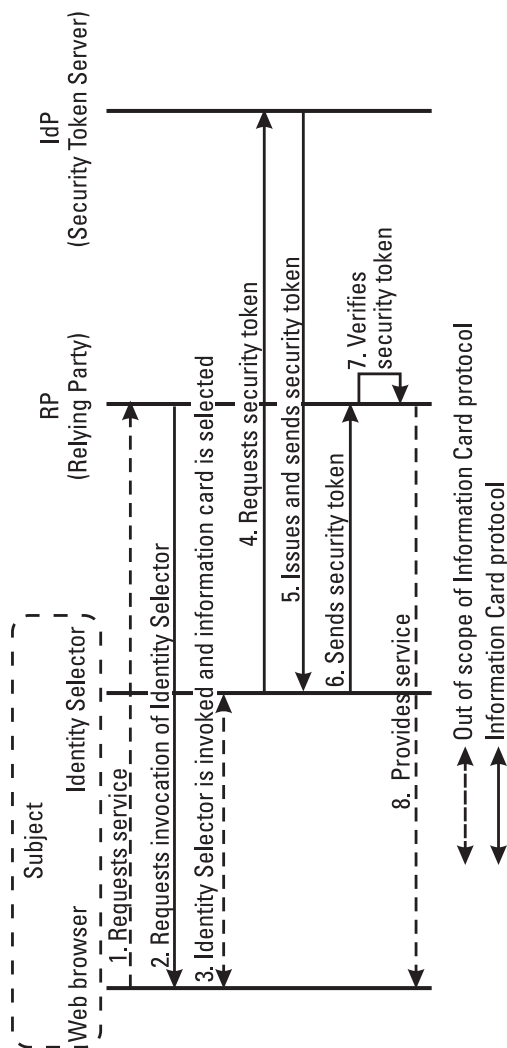 Subject
Web browser
Identity Selector
RP
(Relying Party)
IdP
(Security Token Server)
1. Requests service
2. Requests invocation of Identity Selector
3. Identity Selector is invoked and information card is selected
4. Requests security token
5. Issues and sends security token
6. Sends security token
7. Verifies
security token
8. Provides service
Out of scope of Information Card protocol
Information Card protocol